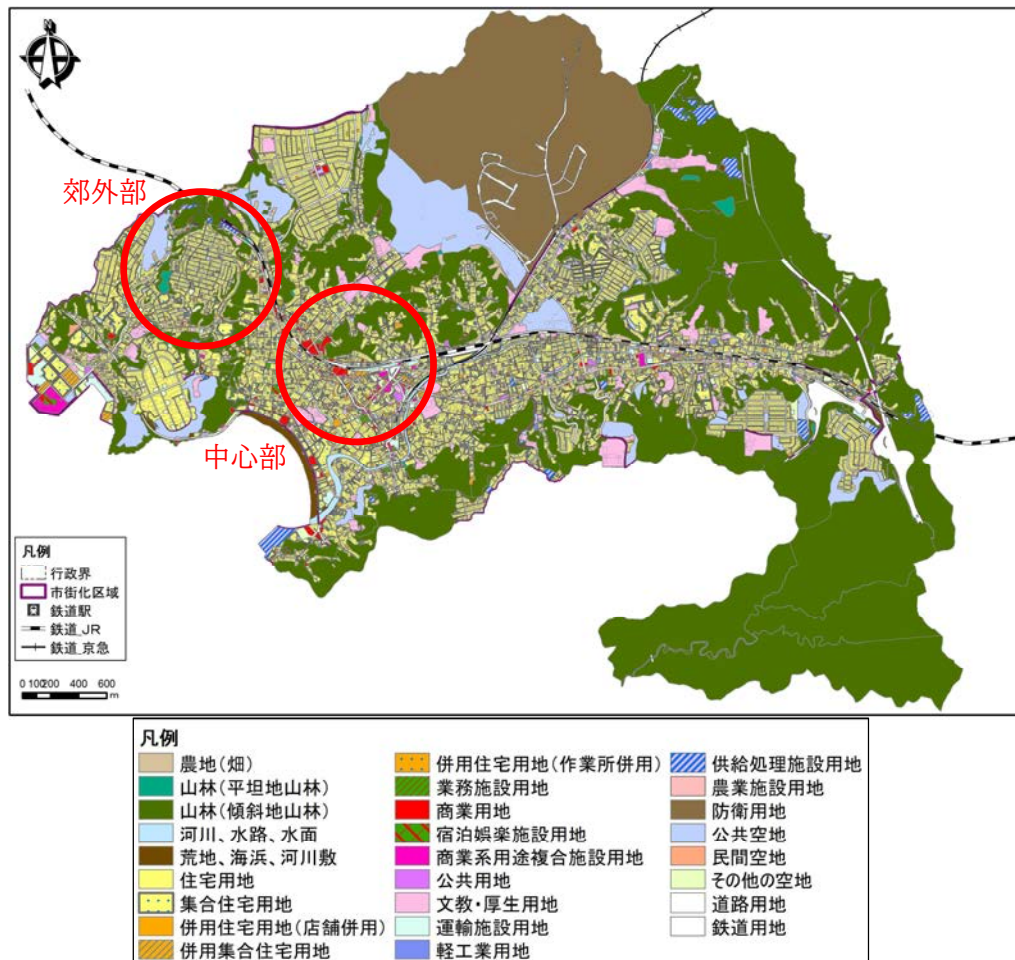 郊外部
中心部
凡例
行政界
市街化区域
鉄道駅
鉄道_JR
鉄道_京急
0 100200 400 600
m
凡例
農地(畑)
山林(平坦地山林)
山林(傾斜地山林)
河川、水路、水面
荒地、海浜、河川敷
住宅用地
集合住宅用地
併用住宅用地(店舗併用)
併用集合住宅用地
併用住宅用地(作業所併用)
業務施設用地
商業用地
宿泊娯楽施設用地
商業系用途複合施設用地
公共用地
文教・厚生用地
運輸施設用地
軽工業用地
供給処理施設用地
農業施設用地
防衛用地
公共空地
民間空地
その他の空地
道路用地
鉄道用地